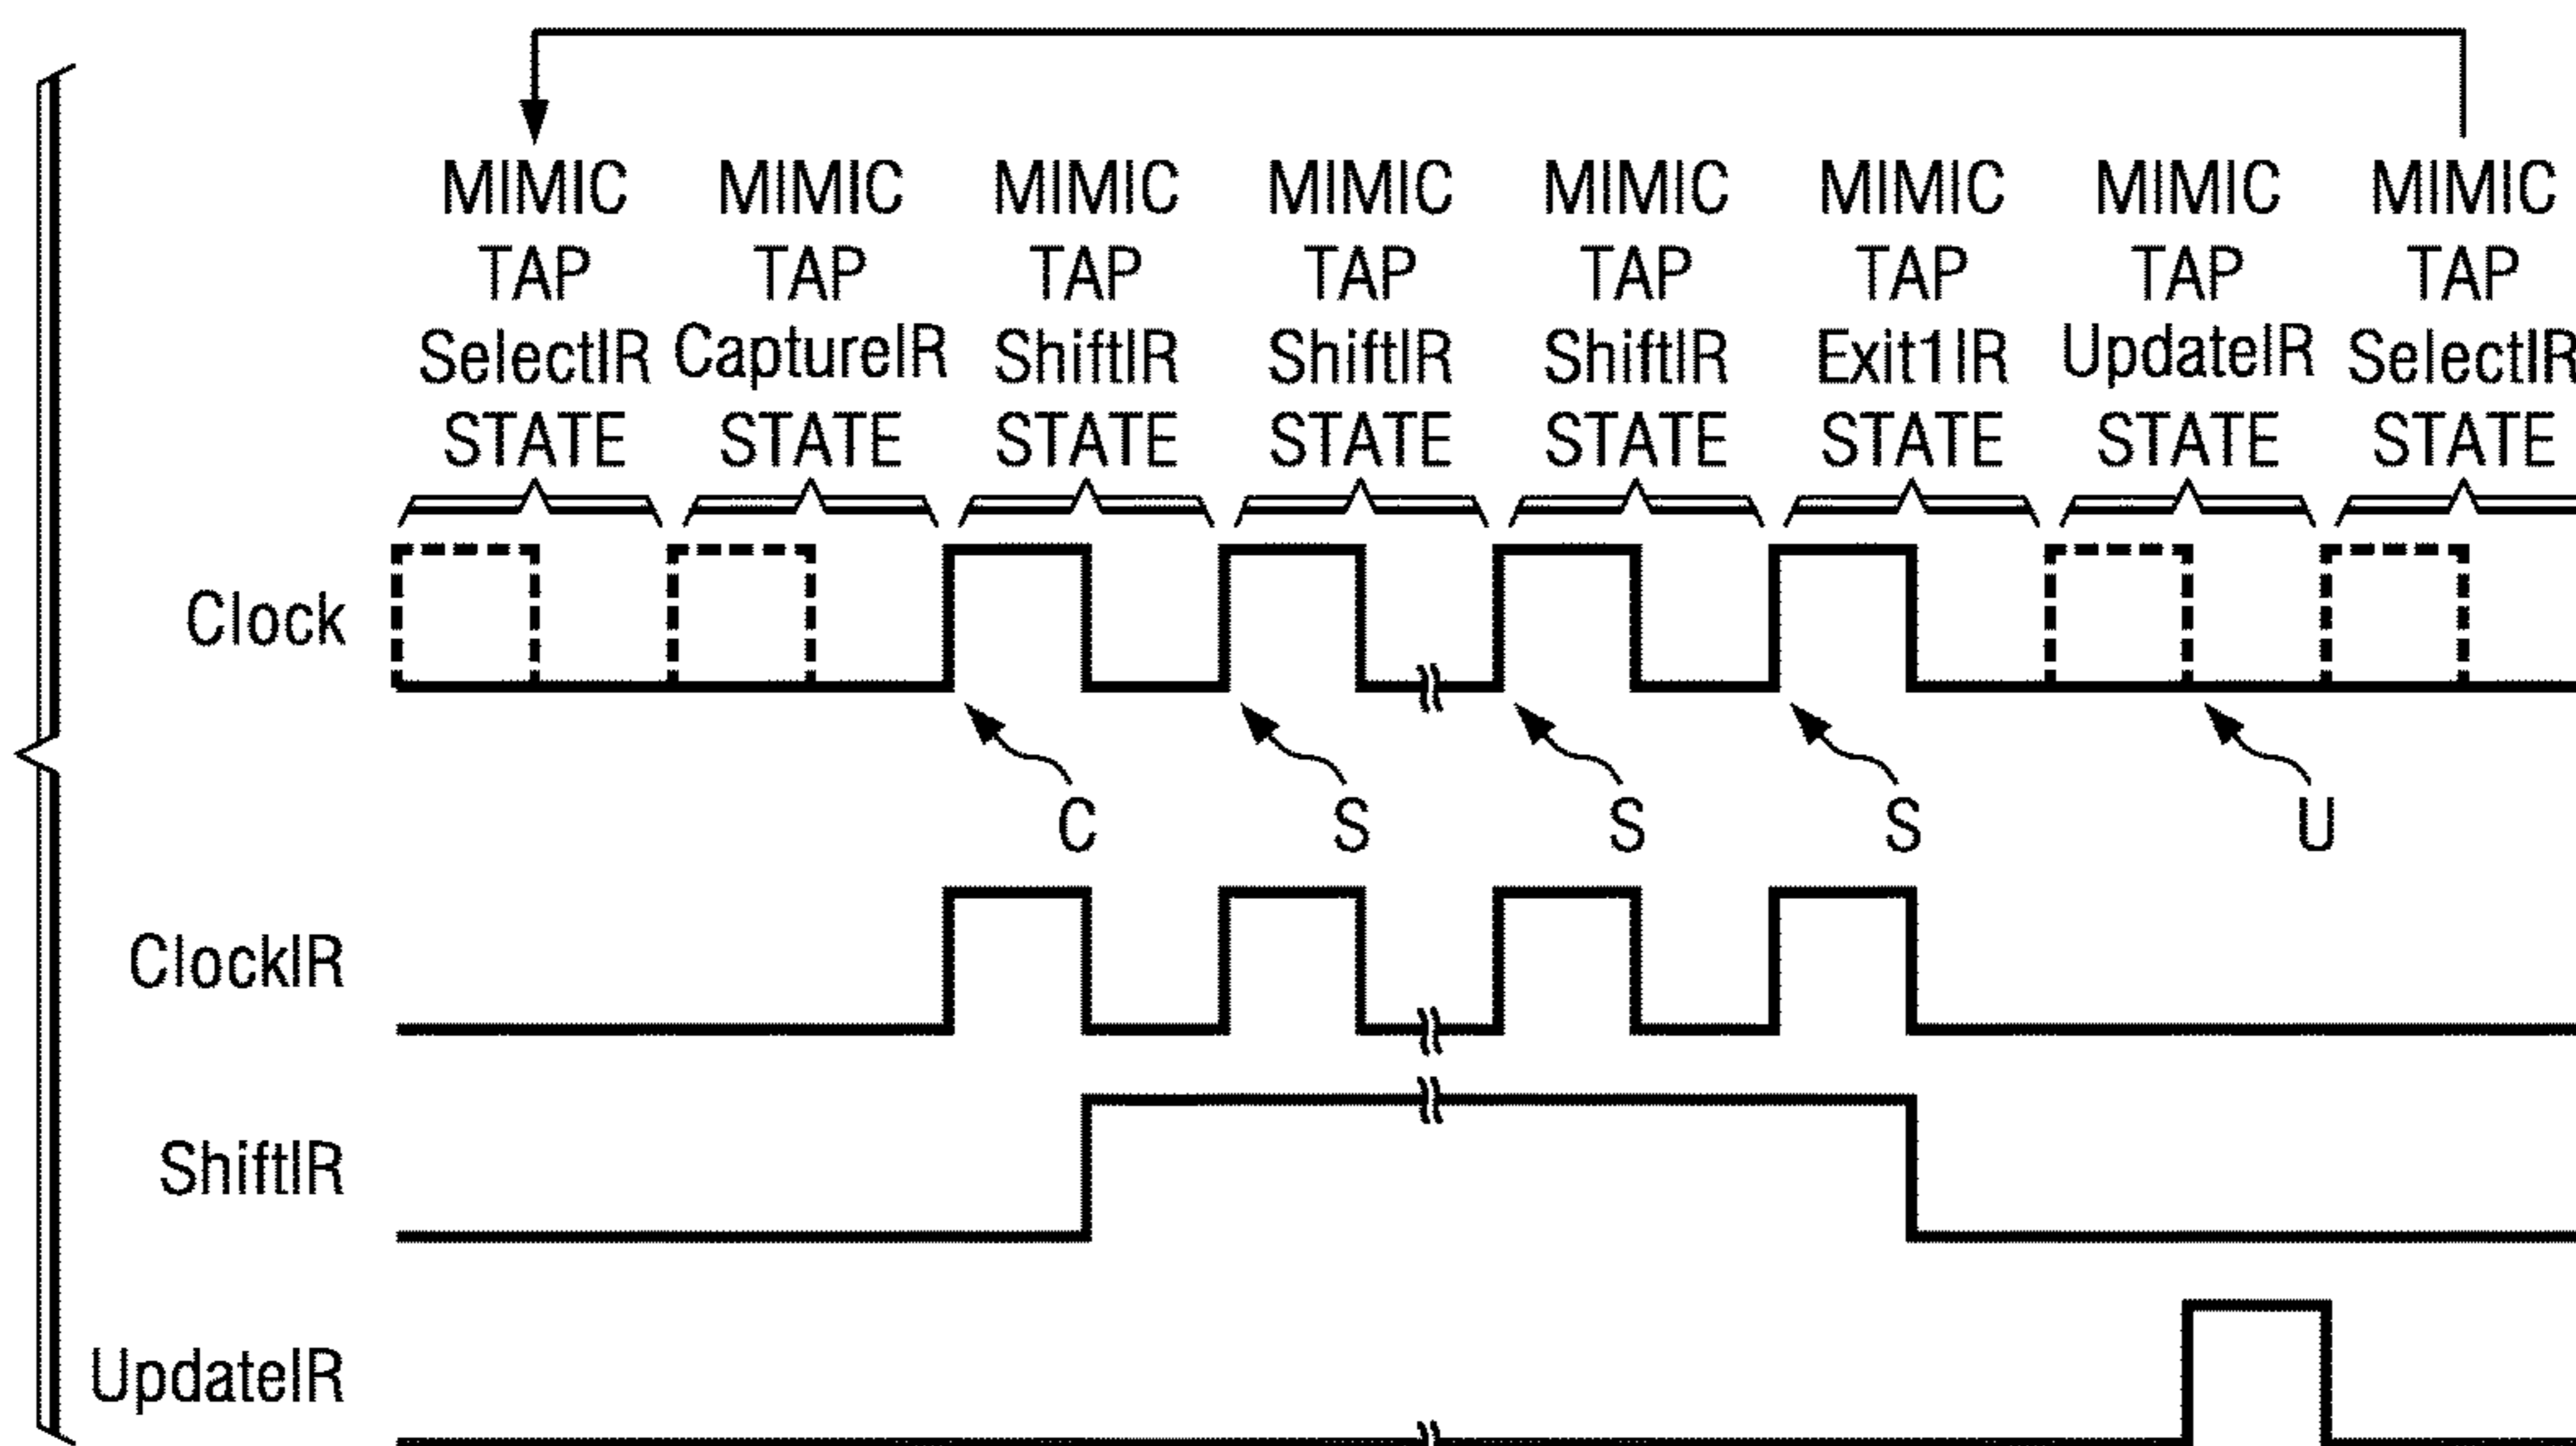 MIMIC MIMIC MIMIC MIMIC MIMIC MIMIC MIMIC MIMIC
TAP TAP TAP TAP TAP TAP TAP TAP
SelectIR CaptureIR ShiftIR ShiftIR ShiftIR Exit1IR UpdateIR SelectIR
STATE STATE STATE STATE STATE STATE STATE STATE
Clock
C S S S U
ClockIR
ShiftIR
UpdateIR